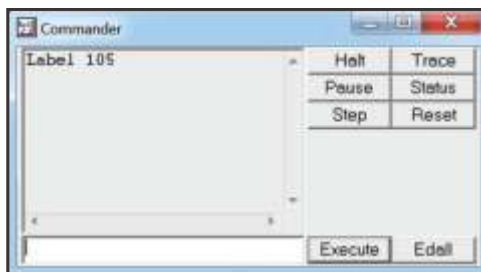 Commander
Label 105
Halt
Trace
Pause
Status
Step
Reset
Execute
Edall